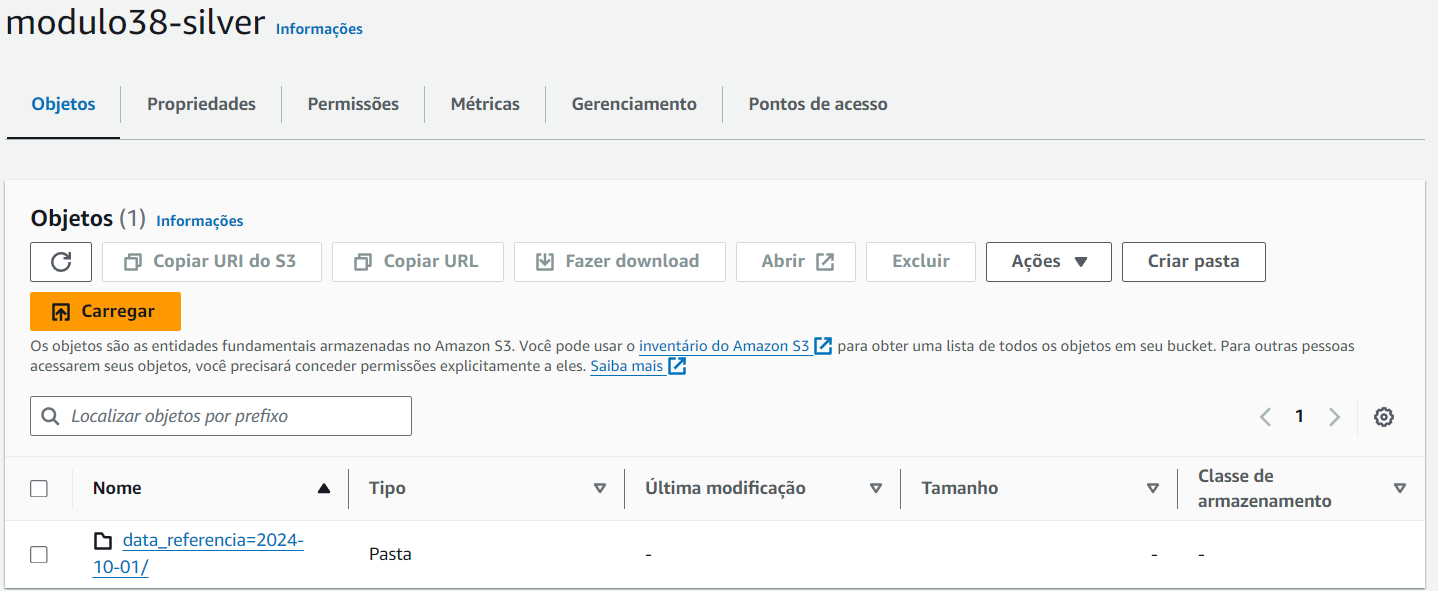 modulo38-silver Informações
Objetos Propriedades Permissões Métricas Gerenciamento Pontos de acesso
Objetos (1) Informações
Copiar URI do S3 Copiar URL Fazer download Abrir Excluir Ações Criar pasta
Carregar
Os objetos são as entidades fundamentais armazenadas no Amazon S3. Você pode usar o inventário do Amazon S3 para obter uma lista de todos os objetos em seu bucket. Para outras pessoas
acessarem seus objetos, você precisará conceder permissões explicitamente a eles. Saiba mais
Localizar objetos por prefixo 1
Nome Tipo Última modificação Tamanho Classe de
armazenamento
data_referencia=2024- Pasta - - -
10-01/